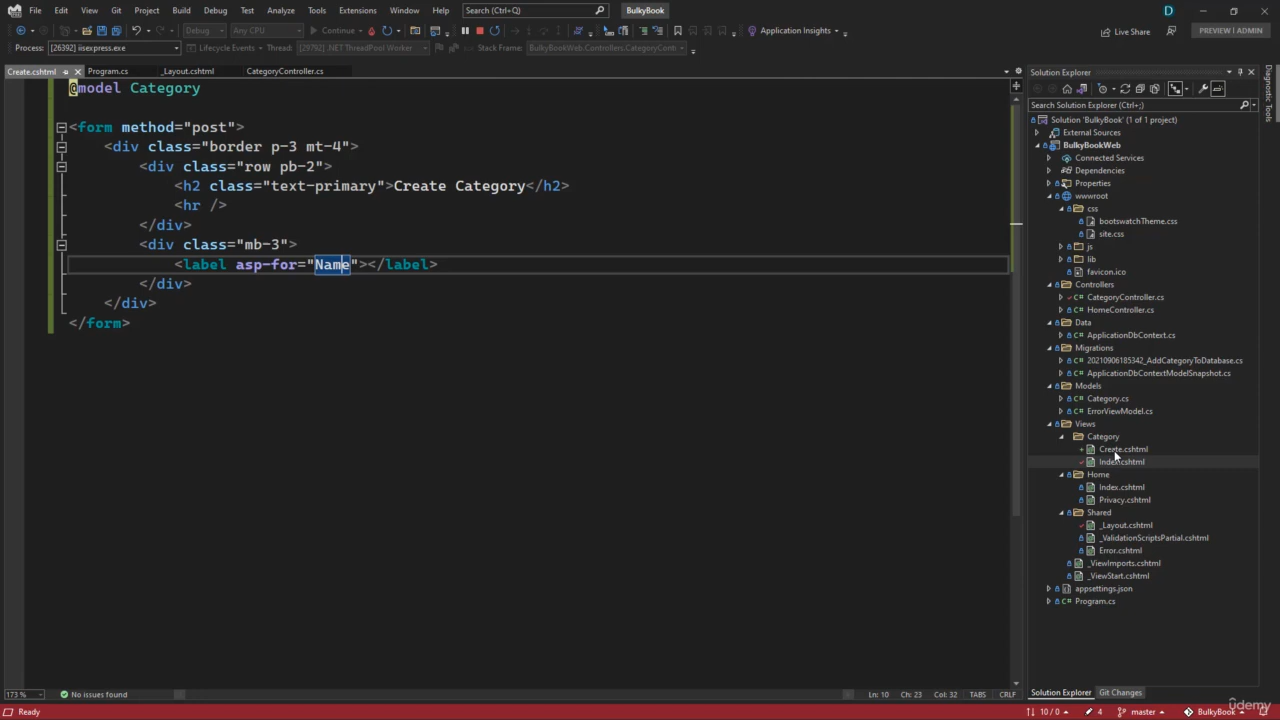 File Edit View Git Project Build Debug Test Analyze Tools Extensions Window Help Search (Ctrl+Q) BulkyBook D
Debug Any CPU Continue Application Insights Live Share PREVIEW | ADMIN
Process: [26392] iisexpress.exe Lifecycle Events Thread: [29792] .NET ThreadPool Worker Stack Frame: BulkyBookWeb.Controllers.CategoryCont
Create.cshtml Program.cs _Layout.cshtml CategoryController.cs
@model Category
<form method="post">
<div class="border p-3 mt-4">
<div class="row pb-2">
<h2 class="text-primary">Create Category</h2>
<hr />
</div>
<div class="mb-3">
<label asp-for="Name"></label>
</div>
</div>
</form>
173 % No issues found Ln: 10 Ch: 23 Col: 32 TABS CRLF
Solution Explorer
Search Solution Explorer (Ctrl+;)
Solution 'BulkyBook' (1 of 1 project)
External Sources
BulkyBookWeb
Connected Services
Dependencies
Properties
wwwroot
css
bootswatchTheme.css
site.css
js
lib
favicon.ico
Controllers
C# CategoryController.cs
C# HomeController.cs
Data
C# ApplicationDbContext.cs
Migrations
C# 20210906185342_AddCategoryToDatabase.cs
C# ApplicationDbContextModelSnapshot.cs
Models
C# Category.cs
C# ErrorViewModel.cs
Views
Category
Create.cshtml
Index.cshtml
Home
Index.cshtml
Privacy.cshtml
Shared
_Layout.cshtml
_ValidationScriptsPartial.cshtml
Error.cshtml
_ViewImports.cshtml
_ViewStart.cshtml
appsettings.json
C# Program.cs
Solution Explorer Git Changes
Diagnostic Tools
Ready 10 / 0 4 master BulkyBook
udemy